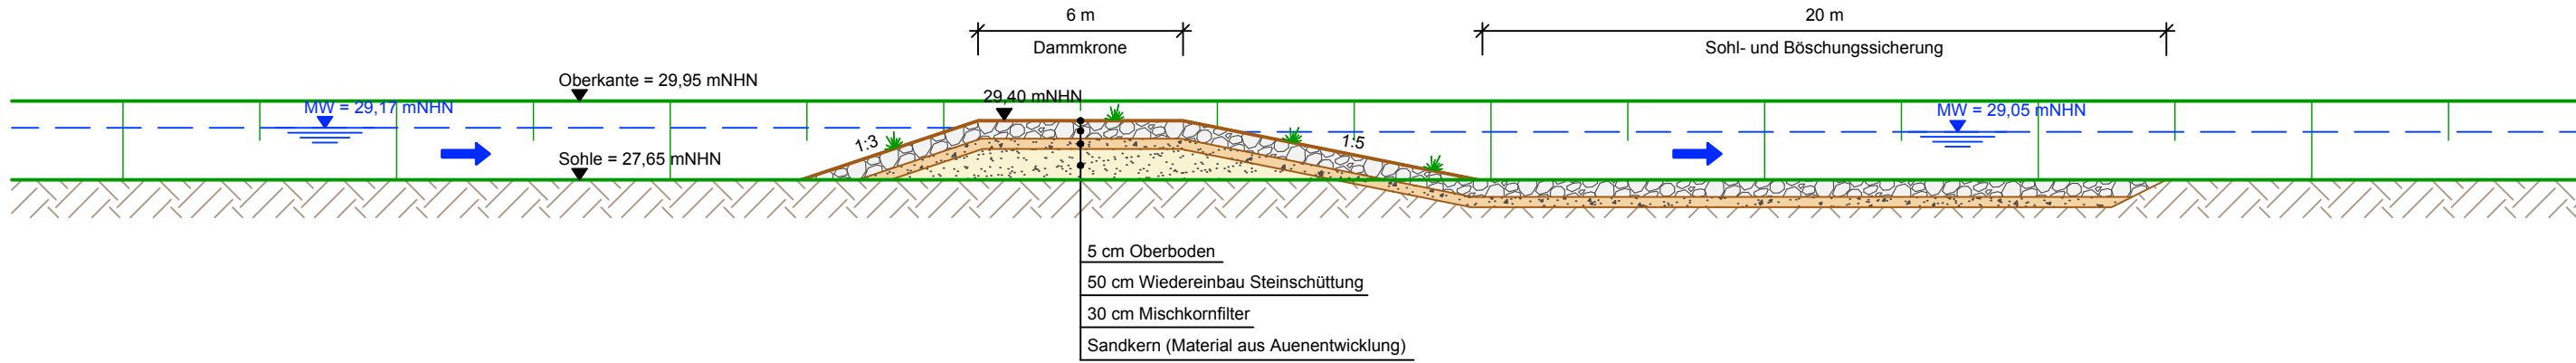 6 m
20 m
Dammkrone
Sohl- und Böschungssicherung
Oberkante = 29,95 mNHN
29,40 mNHN
MW = 29,17 mNHN
MW = 29,05 mNHN
1:3
1:5
Sohle = 27,65 mNHN
5 cm Oberboden
50 cm Wiedereinbau Steinschüttung
30 cm Mischkornfilter
Sandkern (Material aus Auenentwicklung)